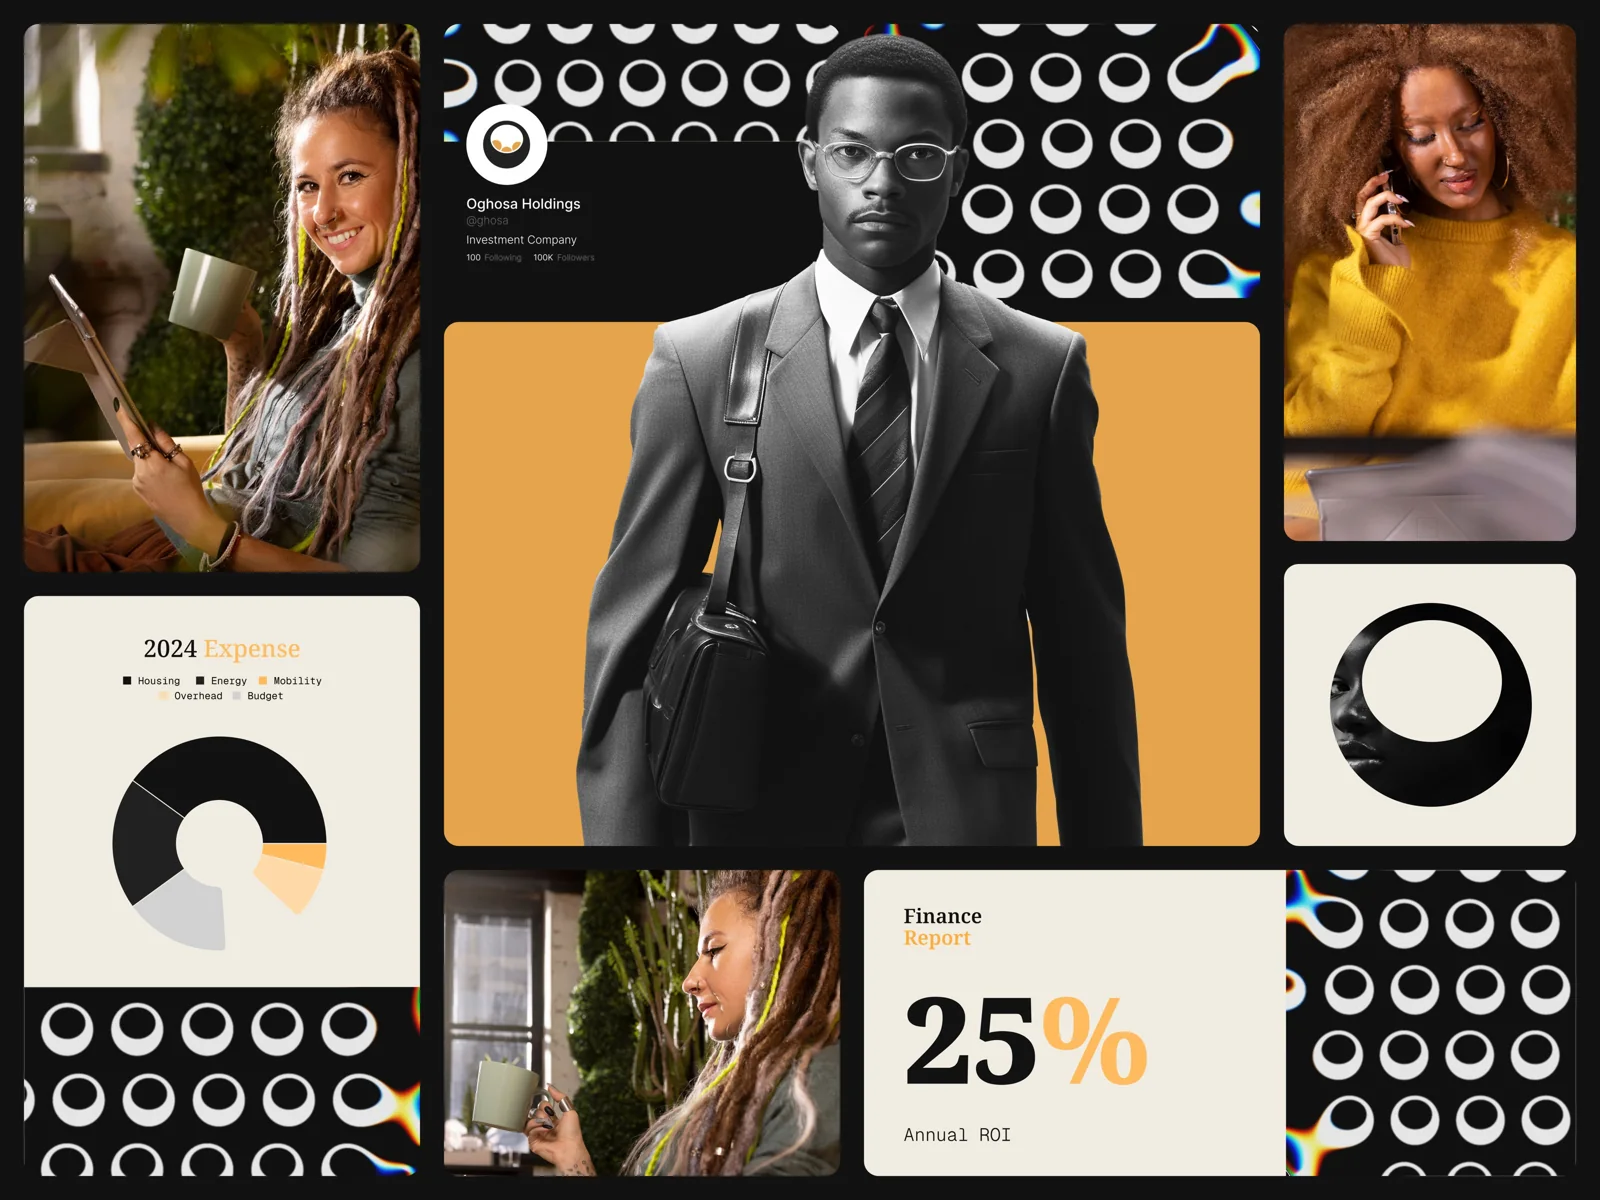 Oghosa Holdings
@ghosa
Investment Company
100 Following 100K Followers
2024 Expense
Housing Energy Mobility
Overhead Budget
Finance
Report
25%
Annual ROI